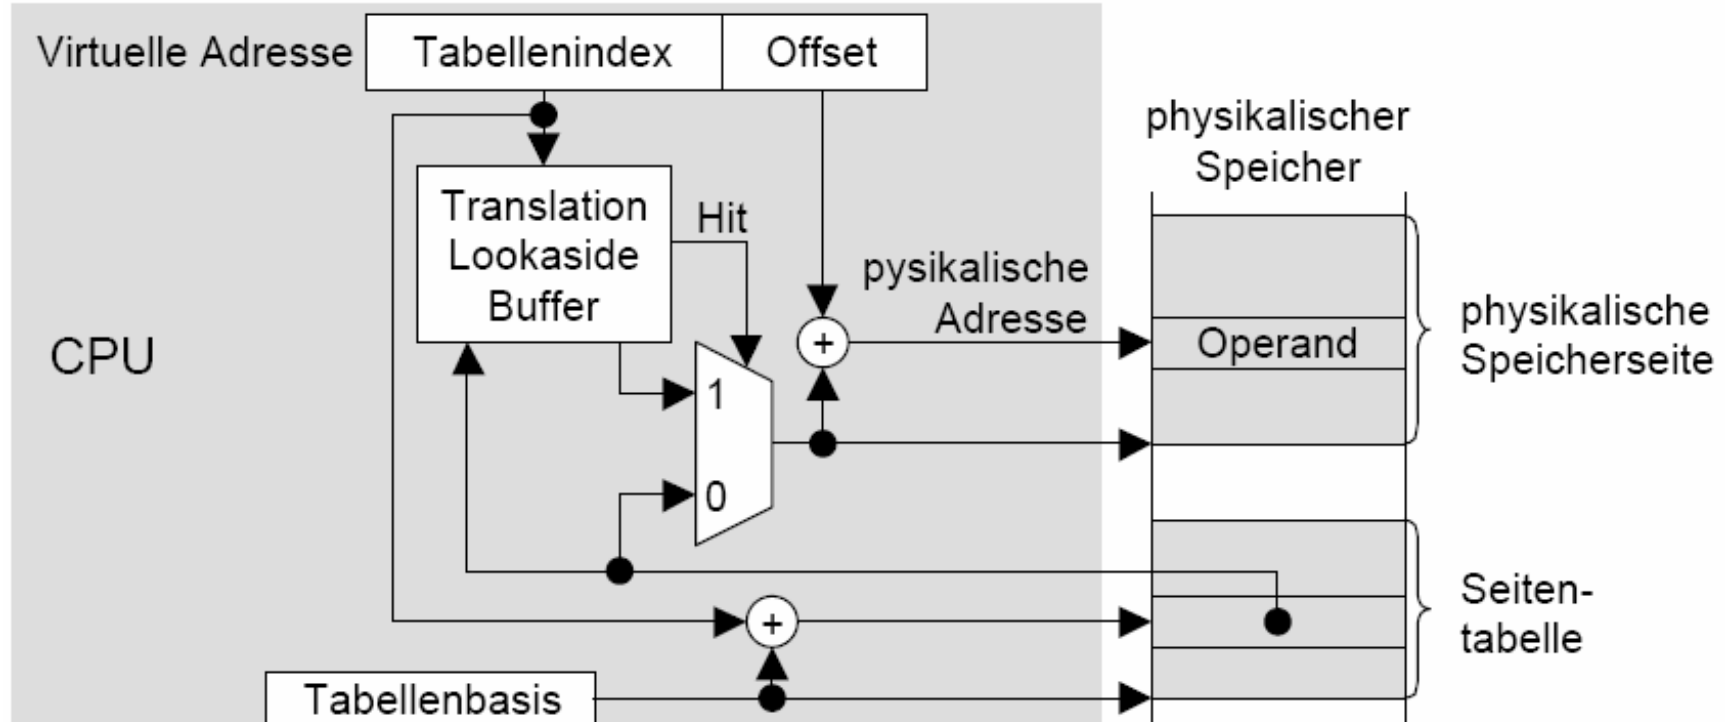 Virtuelle Adresse
Tabellenindex
Offset
physikalischer
Speicher
Translation
Lookaside
Buffer
Hit
pysikalische
Adresse
+
Operand
physikalische
Speicherseite
CPU
1
0
Seiten-
tabelle
+
Tabellenbasis